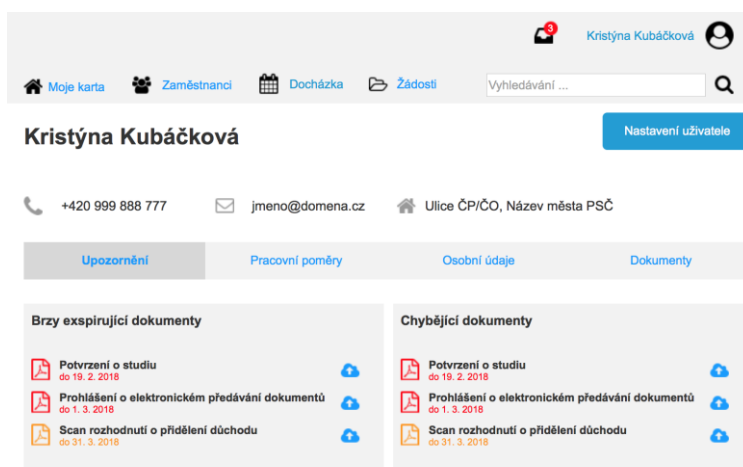 3
Kristýna Kubáčková
Moje karta Zaměstnanci Docházka Žádosti Vyhledávání ...
Kristýna Kubáčková
Nastavení uživatele
+420 999 888 777 jmeno@domena.cz Ulice ČP/ČO, Název města PSČ
Upozornění Pracovní poměry Osobní údaje Dokumenty
Brzy exspirující dokumenty
Potvrzení o studiu
do 19. 2. 2018
Prohlášení o elektronickém předávání dokumentů
do 1. 3. 2018
Scan rozhodnutí o přidělení důchodu
do 31. 3. 2018
Chybějící dokumenty
Potvrzení o studiu
do 19. 2. 2018
Prohlášení o elektronickém předávání dokumentů
do 1. 3. 2018
Scan rozhodnutí o přidělení důchodu
do 31. 3. 2018